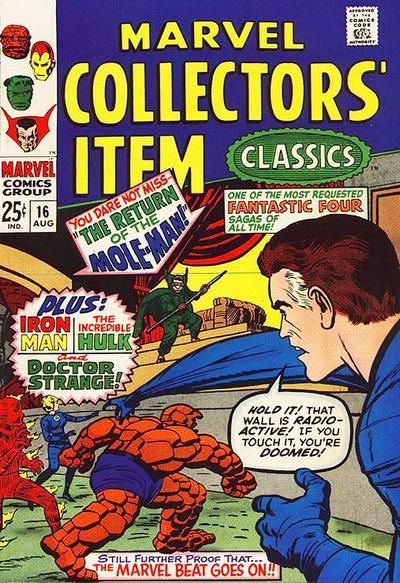 MARVEL
COLLECTORS'
ITEM
CLASSICS™
APPROVED
BY THE
COMICS
CODE
AUTHORITY
MARVEL
COMICS
GROUP
25¢
IND.
16
AUG
YOU DARE NOT MISS-
"THE RETURN
OF THE
MOLE-MAN!"
ONE OF THE MOST REQUESTED
FANTASTIC FOUR
SAGAS OF
ALL TIME!
PLUS:
IRON
MAN
THE
INCREDIBLE
HULK
and
DOCTOR
STRANGE!
HOLD IT! THAT
WALL IS RADIO-
ACTIVE! IF YOU
TOUCH IT, YOU'RE
DOOMED!
STILL FURTHER PROOF THAT...
THE MARVEL BEAT GOES ON!!